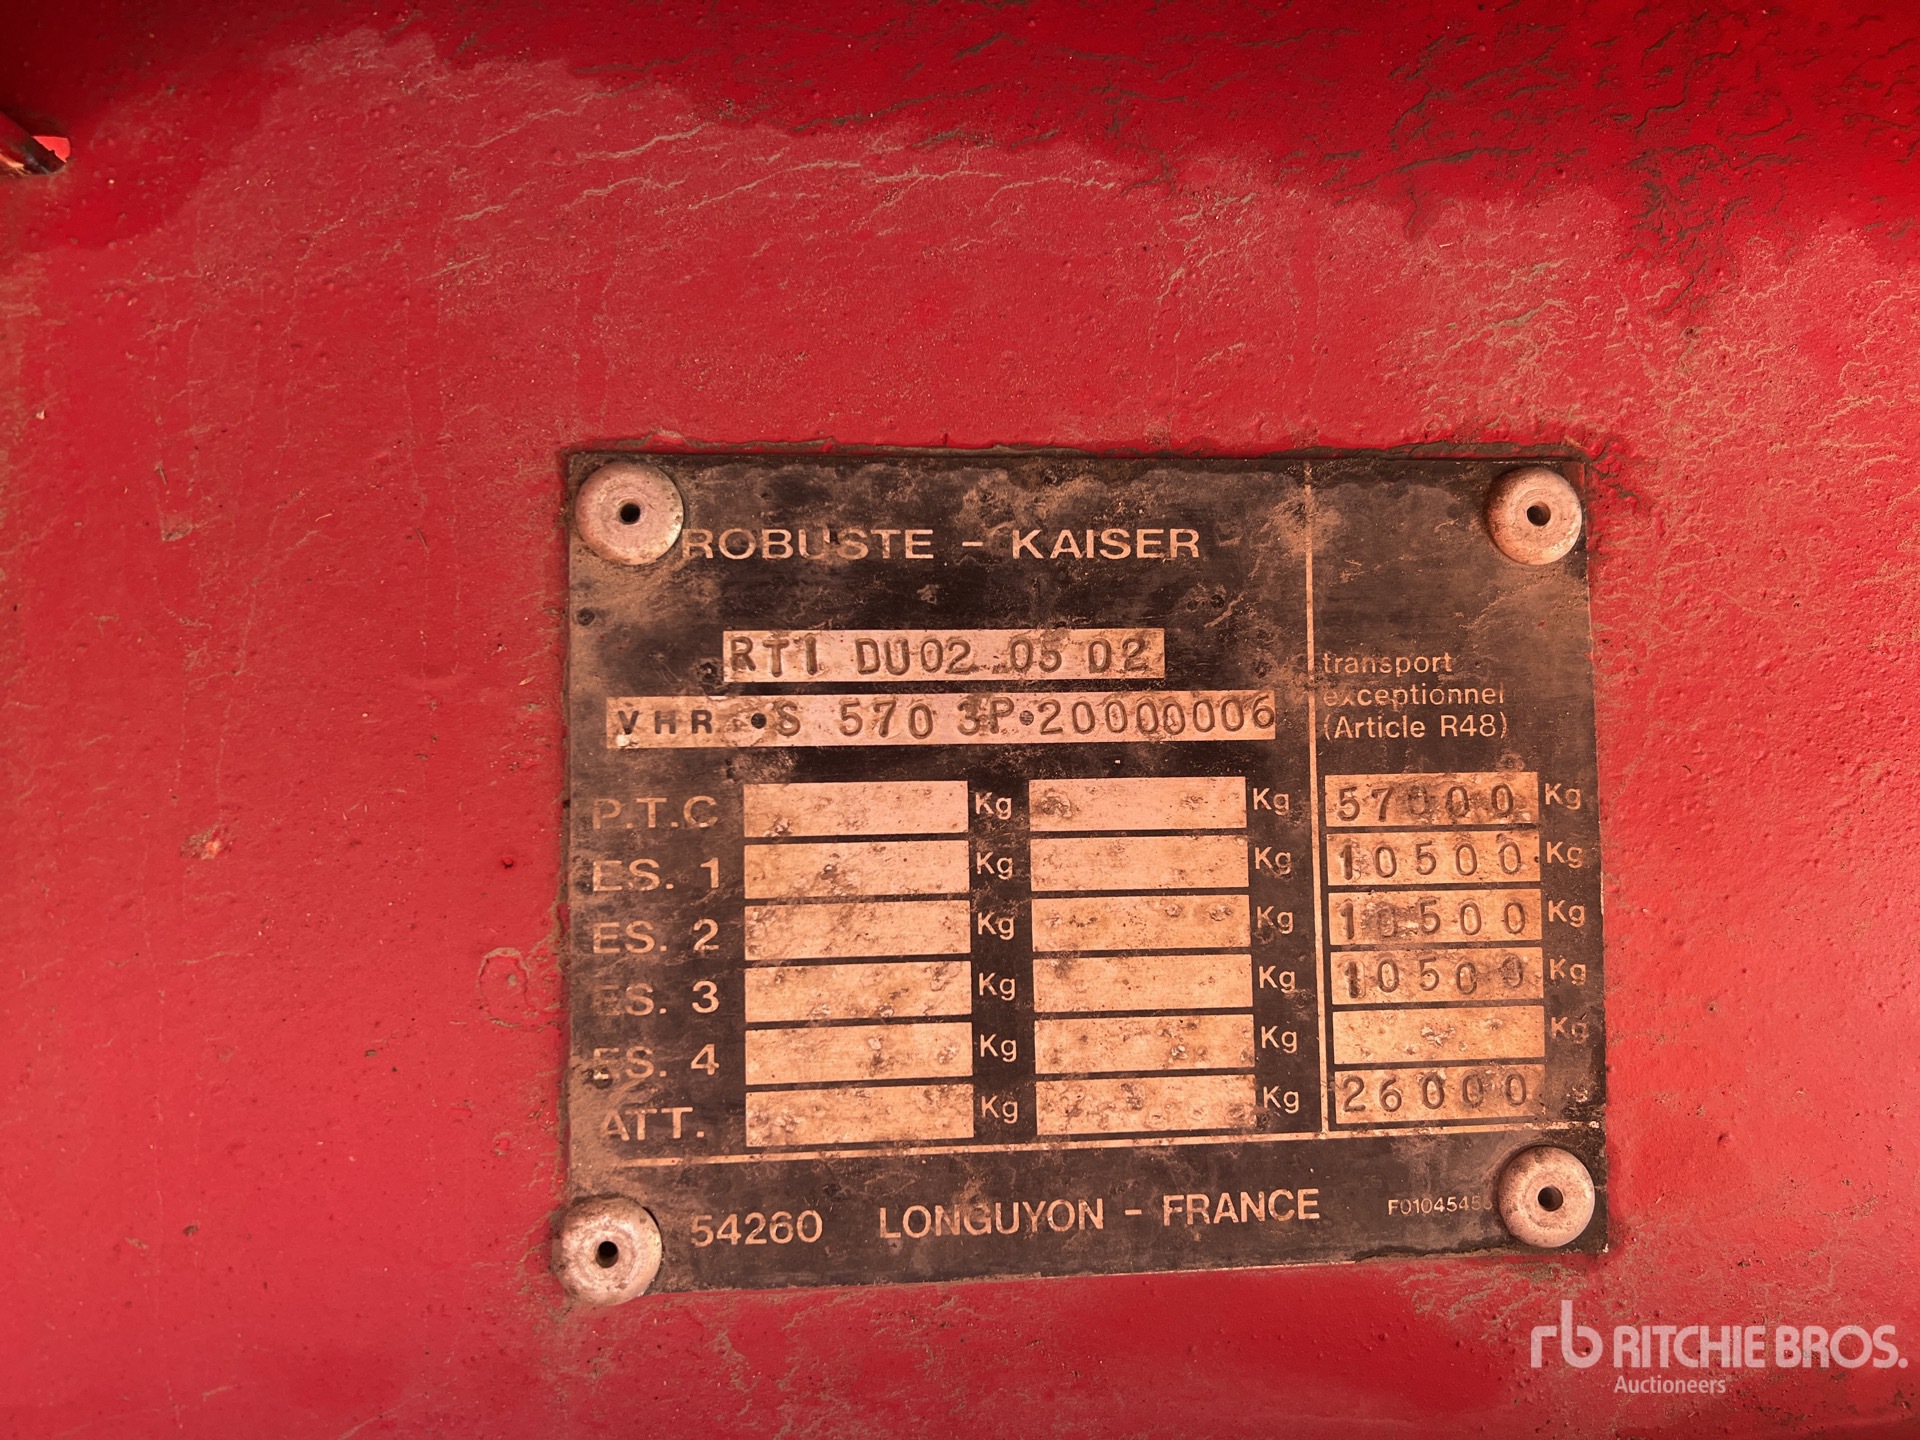 ROBUSTE - KAISER
RTI DU02 05 02
VHR •S 570 3P•20000006
transport
exceptionnel
(Article R48)
P.T.C Kg Kg 57000 Kg
ES. 1 Kg Kg 10500 Kg
ES. 2 Kg Kg 10500 Kg
ES. 3 Kg Kg 10500 Kg
ES. 4 Kg Kg Kg
ATT. Kg Kg 26000
54260 LONGUYON - FRANCE
rb RITCHIE BROS.
Auctioneers